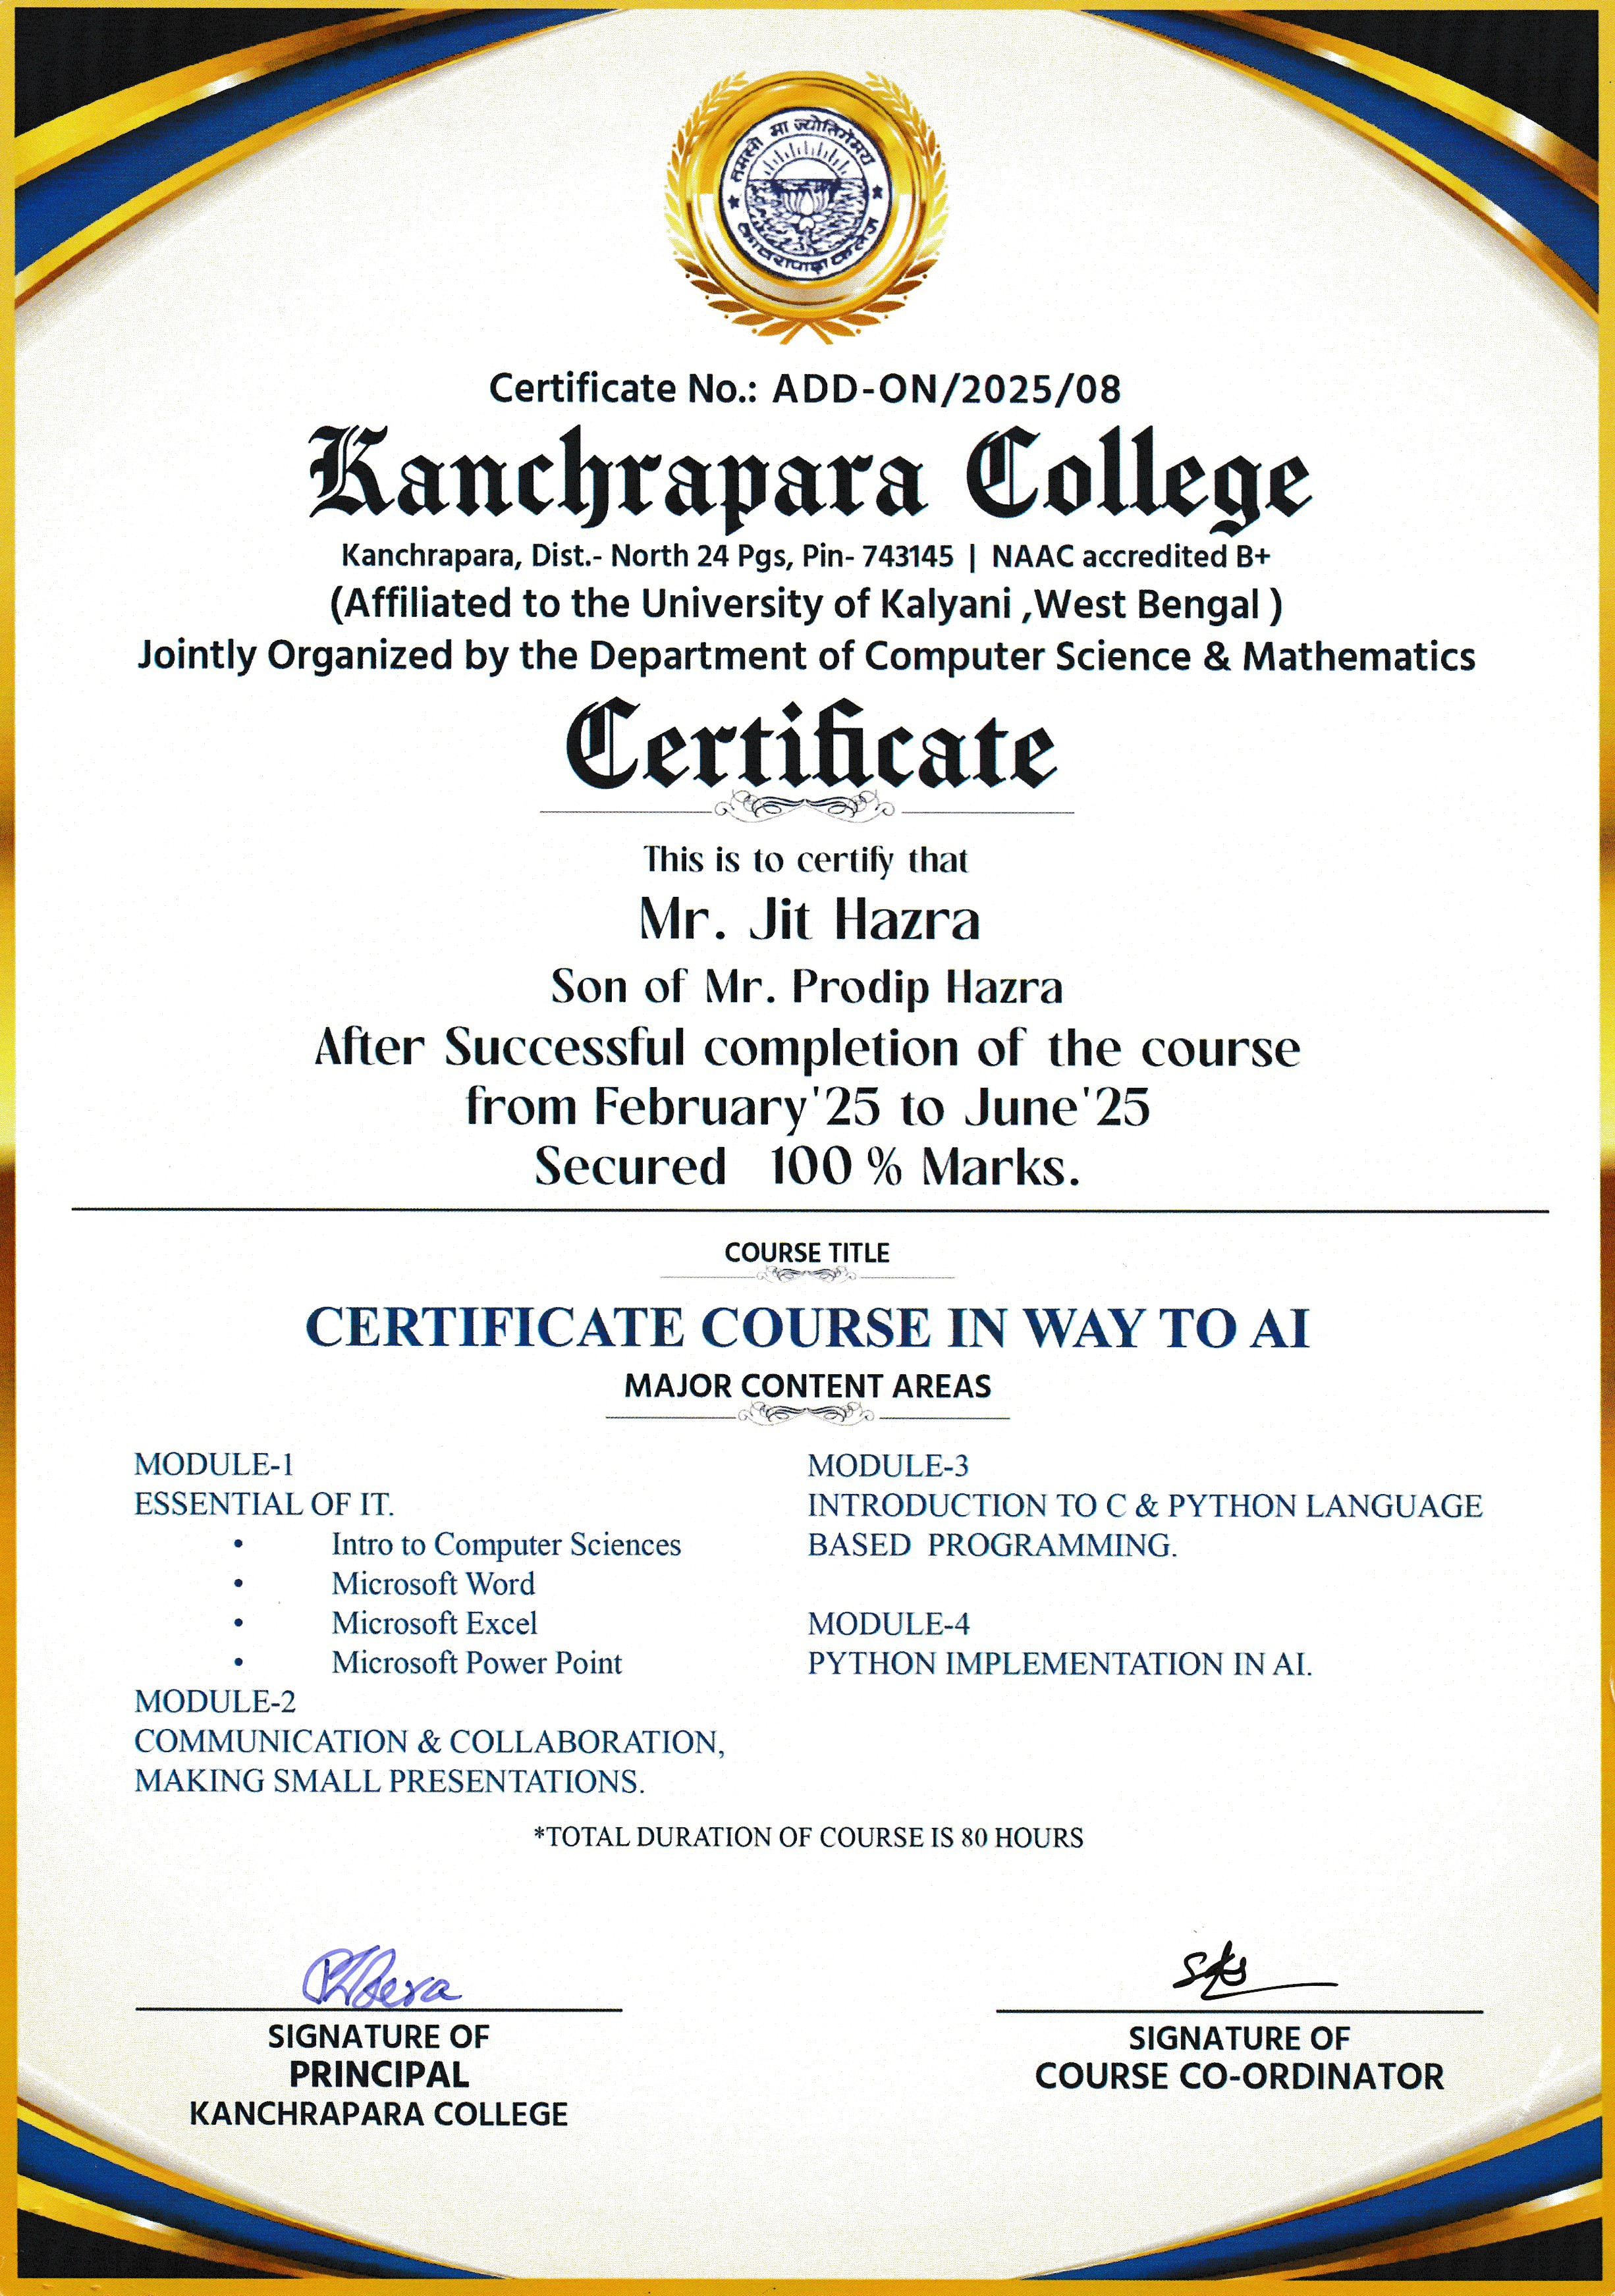 तमसो मा ज्योतिर्गमय
Certificate No.: ADD-ON/2025/08
Kanchrapara College
Kanchrapara, Dist.- North 24 Pgs, Pin- 743145 | NAAC accredited B+
(Affiliated to the University of Kalyani ,West Bengal )
Jointly Organized by the Department of Computer Science & Mathematics
Certificate
This is to certify that
Mr. Jit Hazra
Son of Mr. Prodip Hazra
After Successful completion of the course
from February'25 to June'25
Secured 100 % Marks.
COURSE TITLE
CERTIFICATE COURSE IN WAY TO AI
MAJOR CONTENT AREAS
MODULE-1
ESSENTIAL OF IT.
• Intro to Computer Sciences
• Microsoft Word
• Microsoft Excel
• Microsoft Power Point
MODULE-2
COMMUNICATION & COLLABORATION,
MAKING SMALL PRESENTATIONS.
MODULE-3
INTRODUCTION TO C & PYTHON LANGUAGE
BASED PROGRAMMING.
MODULE-4
PYTHON IMPLEMENTATION IN AI.
*TOTAL DURATION OF COURSE IS 80 HOURS
SIGNATURE OF
PRINCIPAL
KANCHRAPARA COLLEGE
SIGNATURE OF
COURSE CO-ORDINATOR